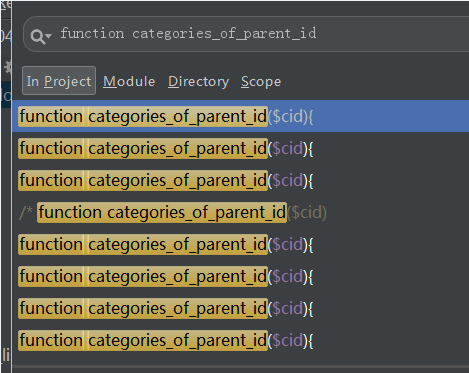 function categories_of_parent_id
In Project Module Directory Scope
function categories_of_parent_id($cid){
function categories_of_parent_id($cid){
function categories_of_parent_id($cid){
/* function categories_of_parent_id($cid)
function categories_of_parent_id($cid){
function categories_of_parent_id($cid){
function categories_of_parent_id($cid){
function categories_of_parent_id($cid){